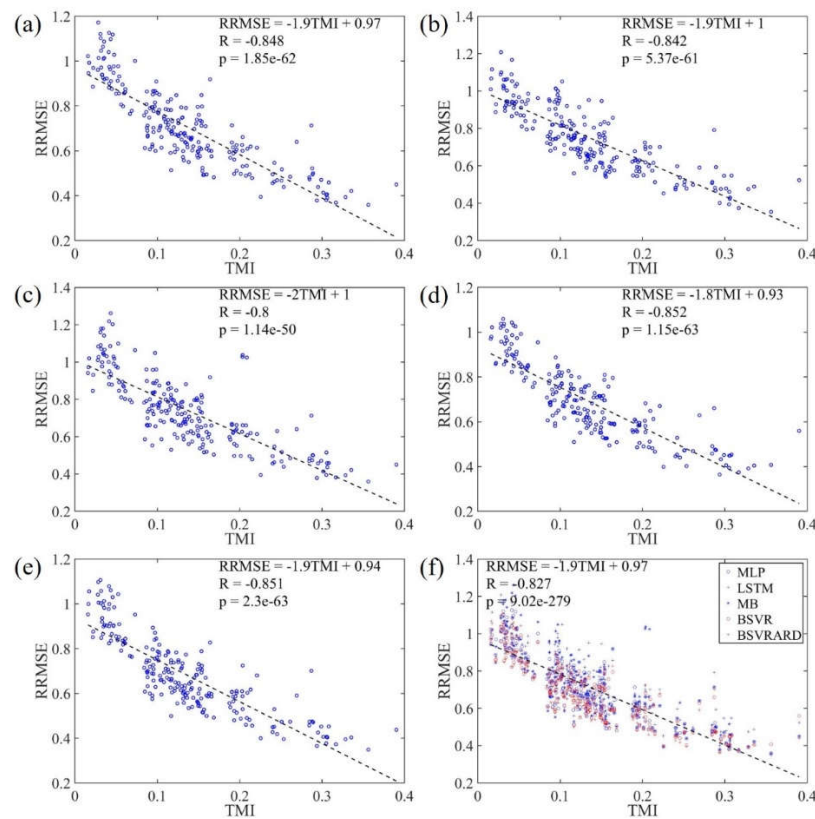 (a)
RRMSE = -1.9TMI + 0.97
R = -0.848
p = 1.85e-62
1.2
1
0.8
0.6
0.4
0.2
RRMSE
0 0.1 0.2 0.3 0.4
TMI
(b)
RRMSE = -1.9TMI + 1
R = -0.842
p = 5.37e-61
1.4
1.2
1
0.8
0.6
0.4
0.2
RRMSE
0 0.1 0.2 0.3 0.4
TMI
(c)
RRMSE = -2TMI + 1
R = -0.8
p = 1.14e-50
1.4
1.2
1
0.8
0.6
0.4
0.2
RRMSE
0 0.1 0.2 0.3 0.4
TMI
(d)
RRMSE = -1.8TMI + 0.93
R = -0.852
p = 1.15e-63
1.2
1
0.8
0.6
0.4
0.2
RRMSE
0 0.1 0.2 0.3 0.4
TMI
(e)
RRMSE = -1.9TMI + 0.94
R = -0.851
p = 2.3e-63
1.2
1
0.8
0.6
0.4
0.2
RRMSE
0 0.1 0.2 0.3 0.4
TMI
(f)
RRMSE = -1.9TMI + 0.97
R = -0.827
p = 9.02e-279
MLP
LSTM
MB
BSVR
BSVRARD
1.4
1.2
1
0.8
0.6
0.4
0.2
RRMSE
0 0.1 0.2 0.3 0.4
TMI